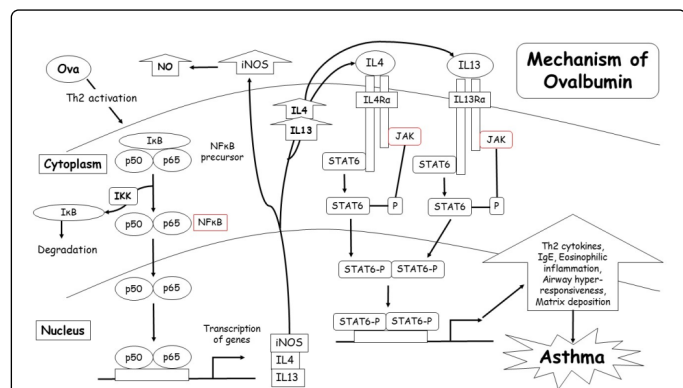 Mechanism of
Ovalbumin
Ova
Th2 activation
NO
iNOS
IL4
IL13
IL4
IL4Ra
JAK
IL13
IL13Ra
JAK
Cytoplasm
IκB
p50
p65
NFκB
precursor
IKK
IκB
Degradation
p50
p65
NFκB
STAT6
STAT6
P
STAT6
STAT6
P
p50
p65
STAT6-P
STAT6-P
Nucleus
p50
p65
Transcription
of genes
iNOS
IL4
IL13
STAT6-P
STAT6-P
Th2 cytokines,
IgE, Eosinophilic
inflammation,
Airway hyper-
responsiveness,
Matrix deposition
Asthma